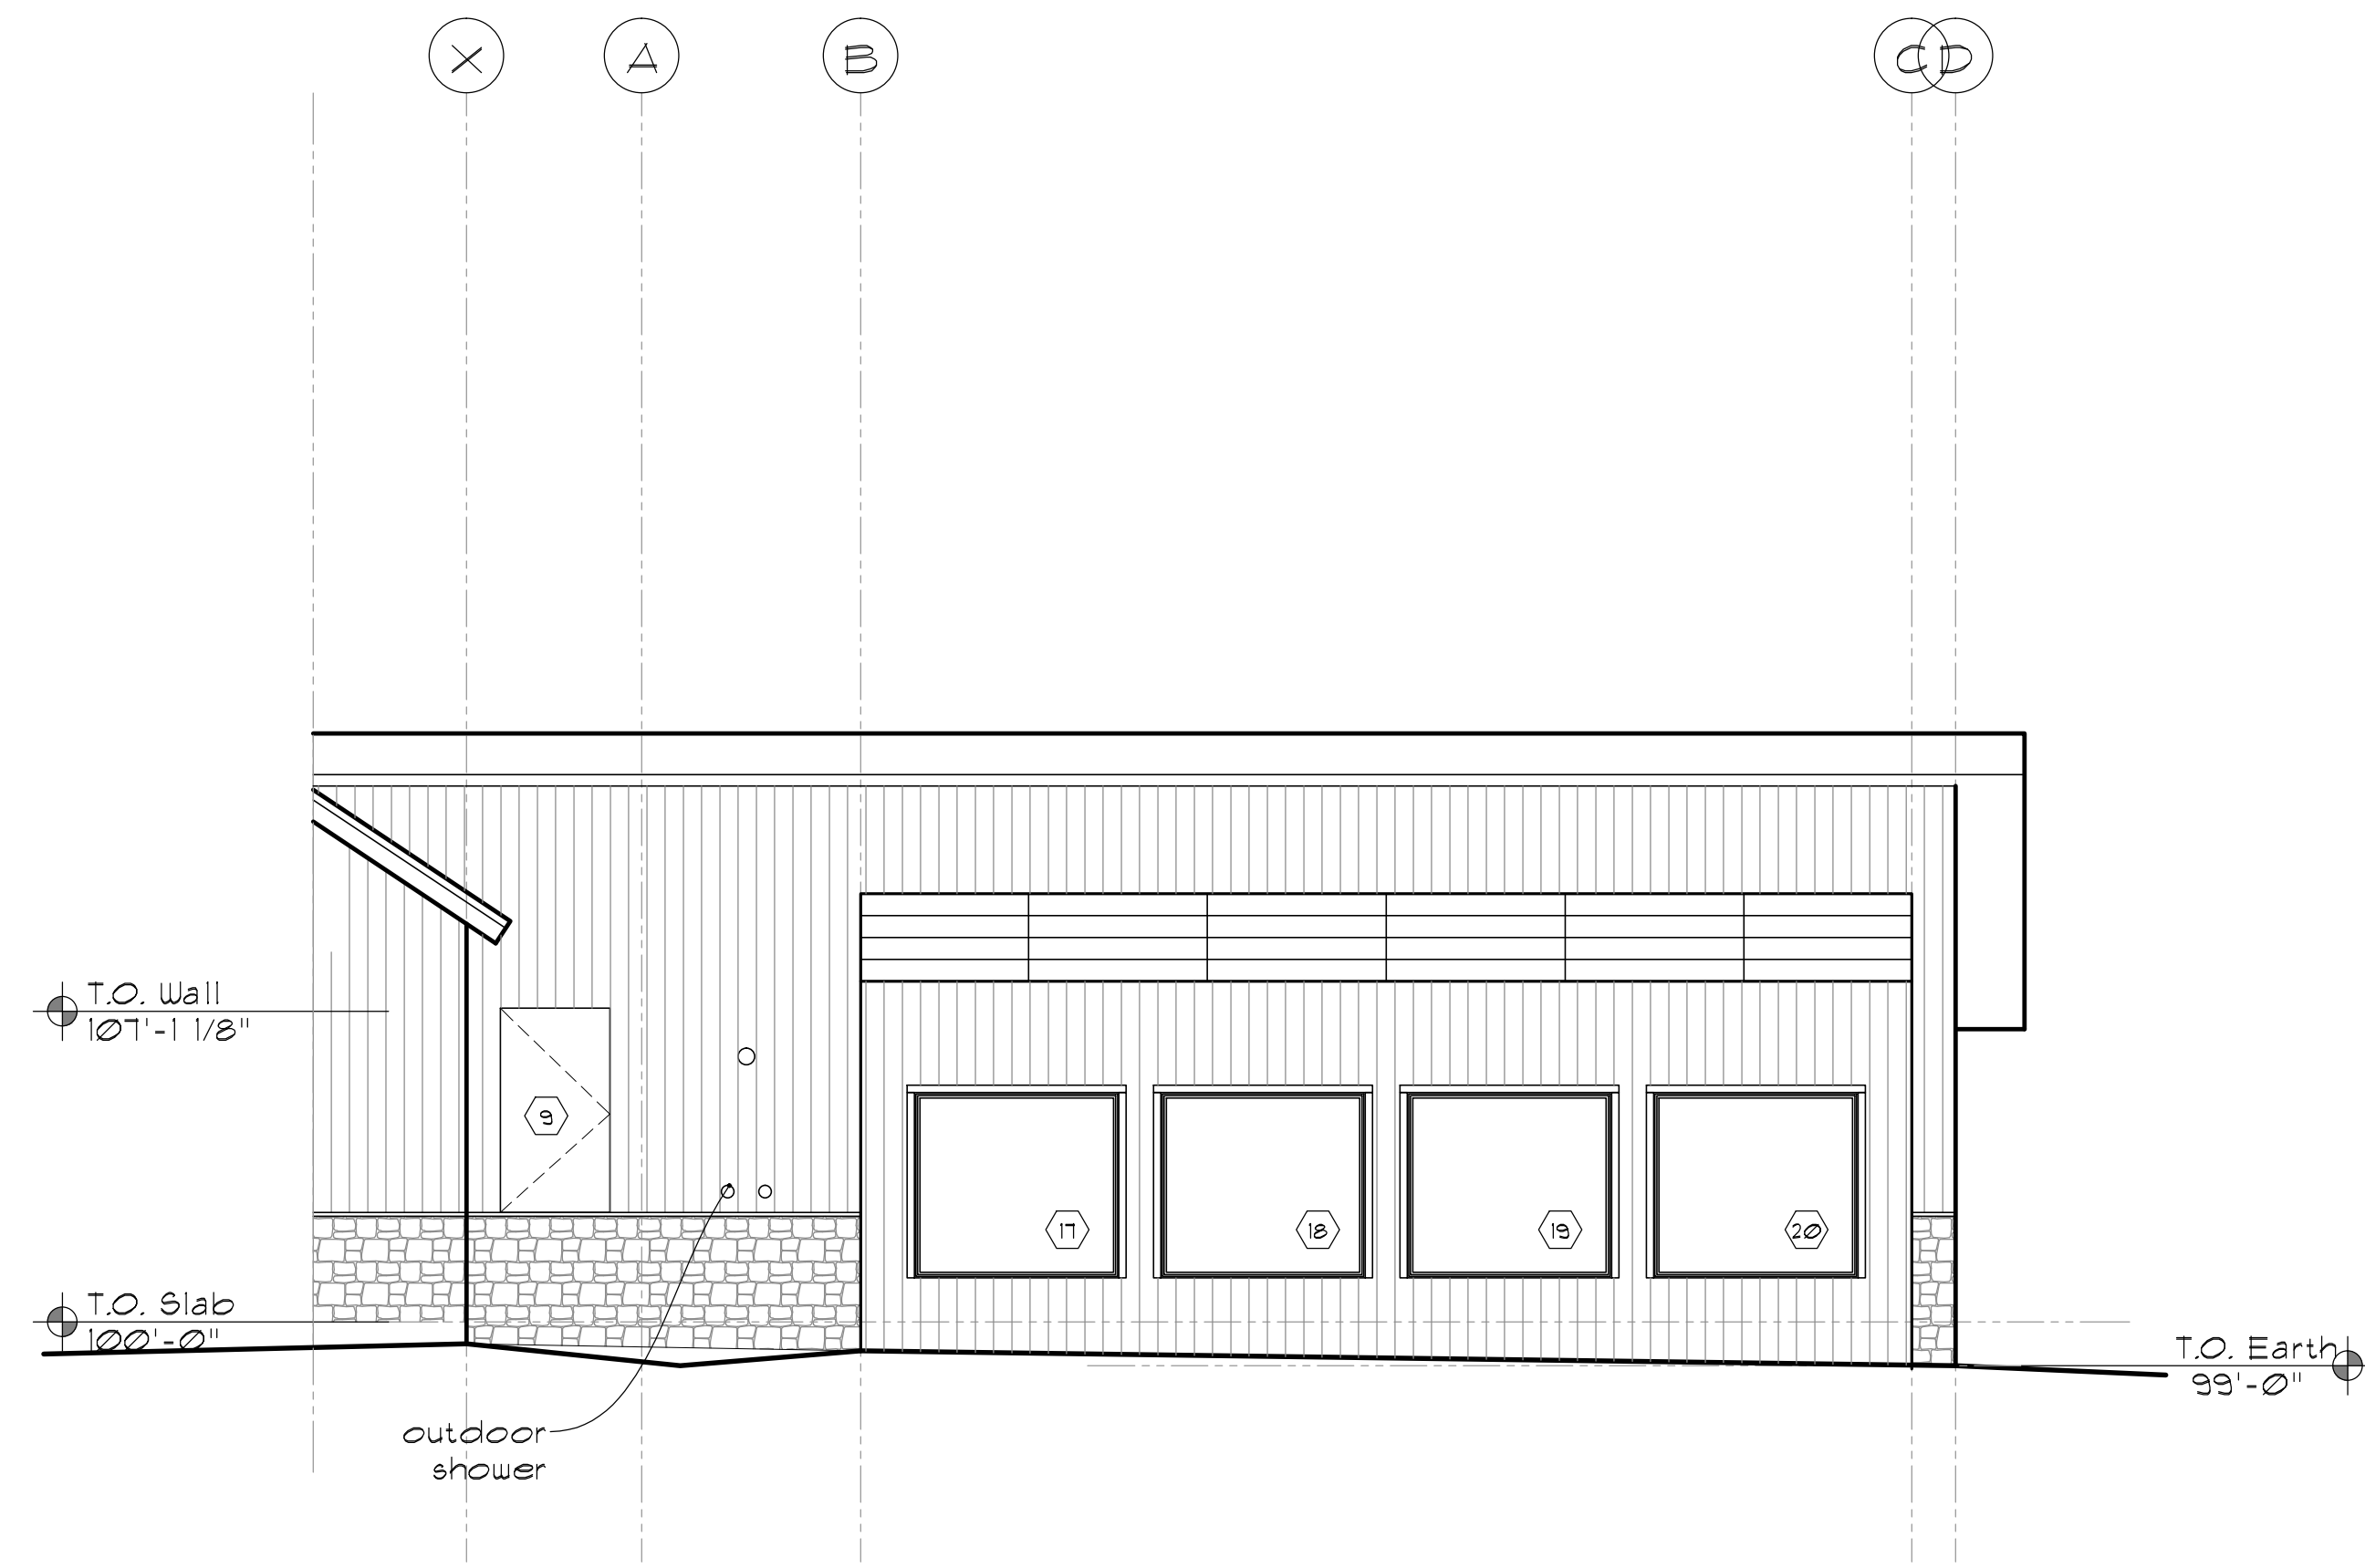 X A B C D
T.O. Wall
107'-1 1/8"
9
17 18 19 20
T.O. Slab
100'-0"
T.O. Earth
99'-0"
outdoor
shower